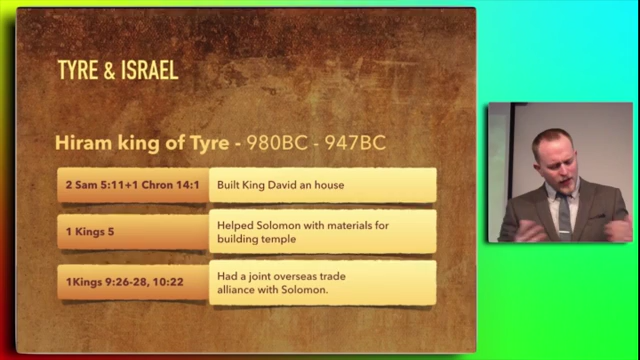 TYRE & ISRAEL
Hiram king of Tyre - 980BC - 947BC
2 Sam 5:11+1 Chron 14:1
Built King David an house
1 Kings 5
Helped Solomon with materials for
building temple
1Kings 9:26-28, 10:22
Had a joint overseas trade
alliance with Solomon.